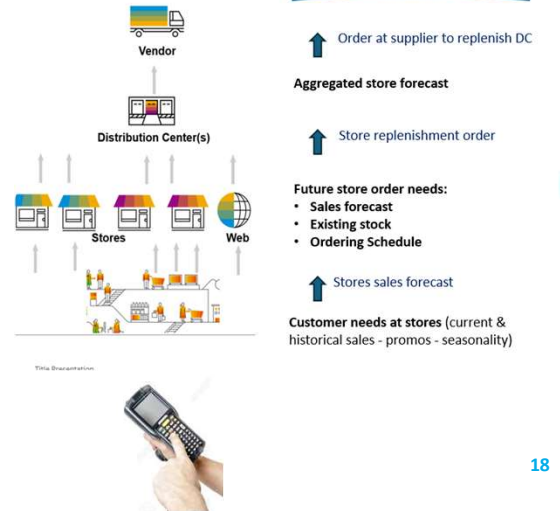 Vendor
Distribution Center(s)
Stores
Web
Title Presentation
Order at supplier to replenish DC
Aggregated store forecast
Store replenishment order
Future store order needs:
• Sales forecast
• Existing stock
• Ordering Schedule
Stores sales forecast
Customer needs at stores (current &
historical sales - promos - seasonality)
18